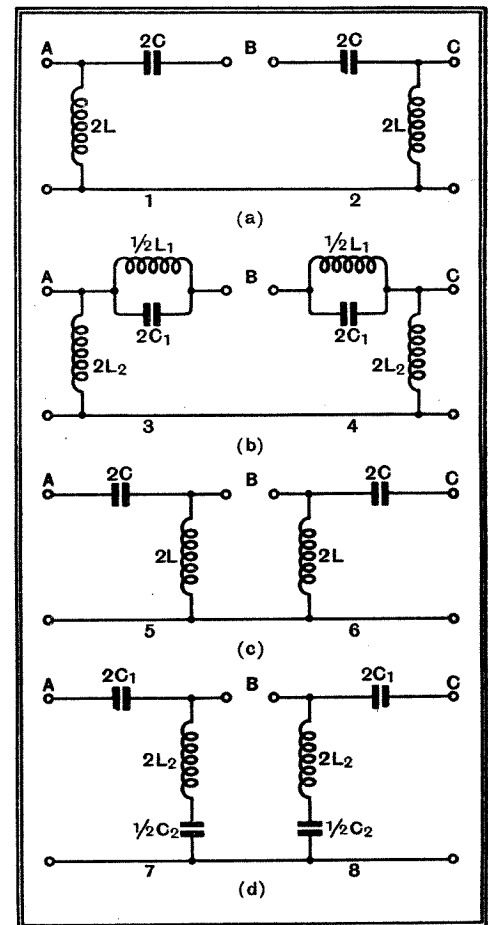 A 2C B 2C C
2L 2L
1 2
(a)
½L₁ ½L₁
A B C
2C₁ 2C₁
2L₂ 2L₂
3 4
(b)
A 2C B 2C C
2L 2L
5 6
(c)
A 2C₁ B 2C₁ C
2L₂ 2L₂
½C₂ ½C₂
7 8
(d)